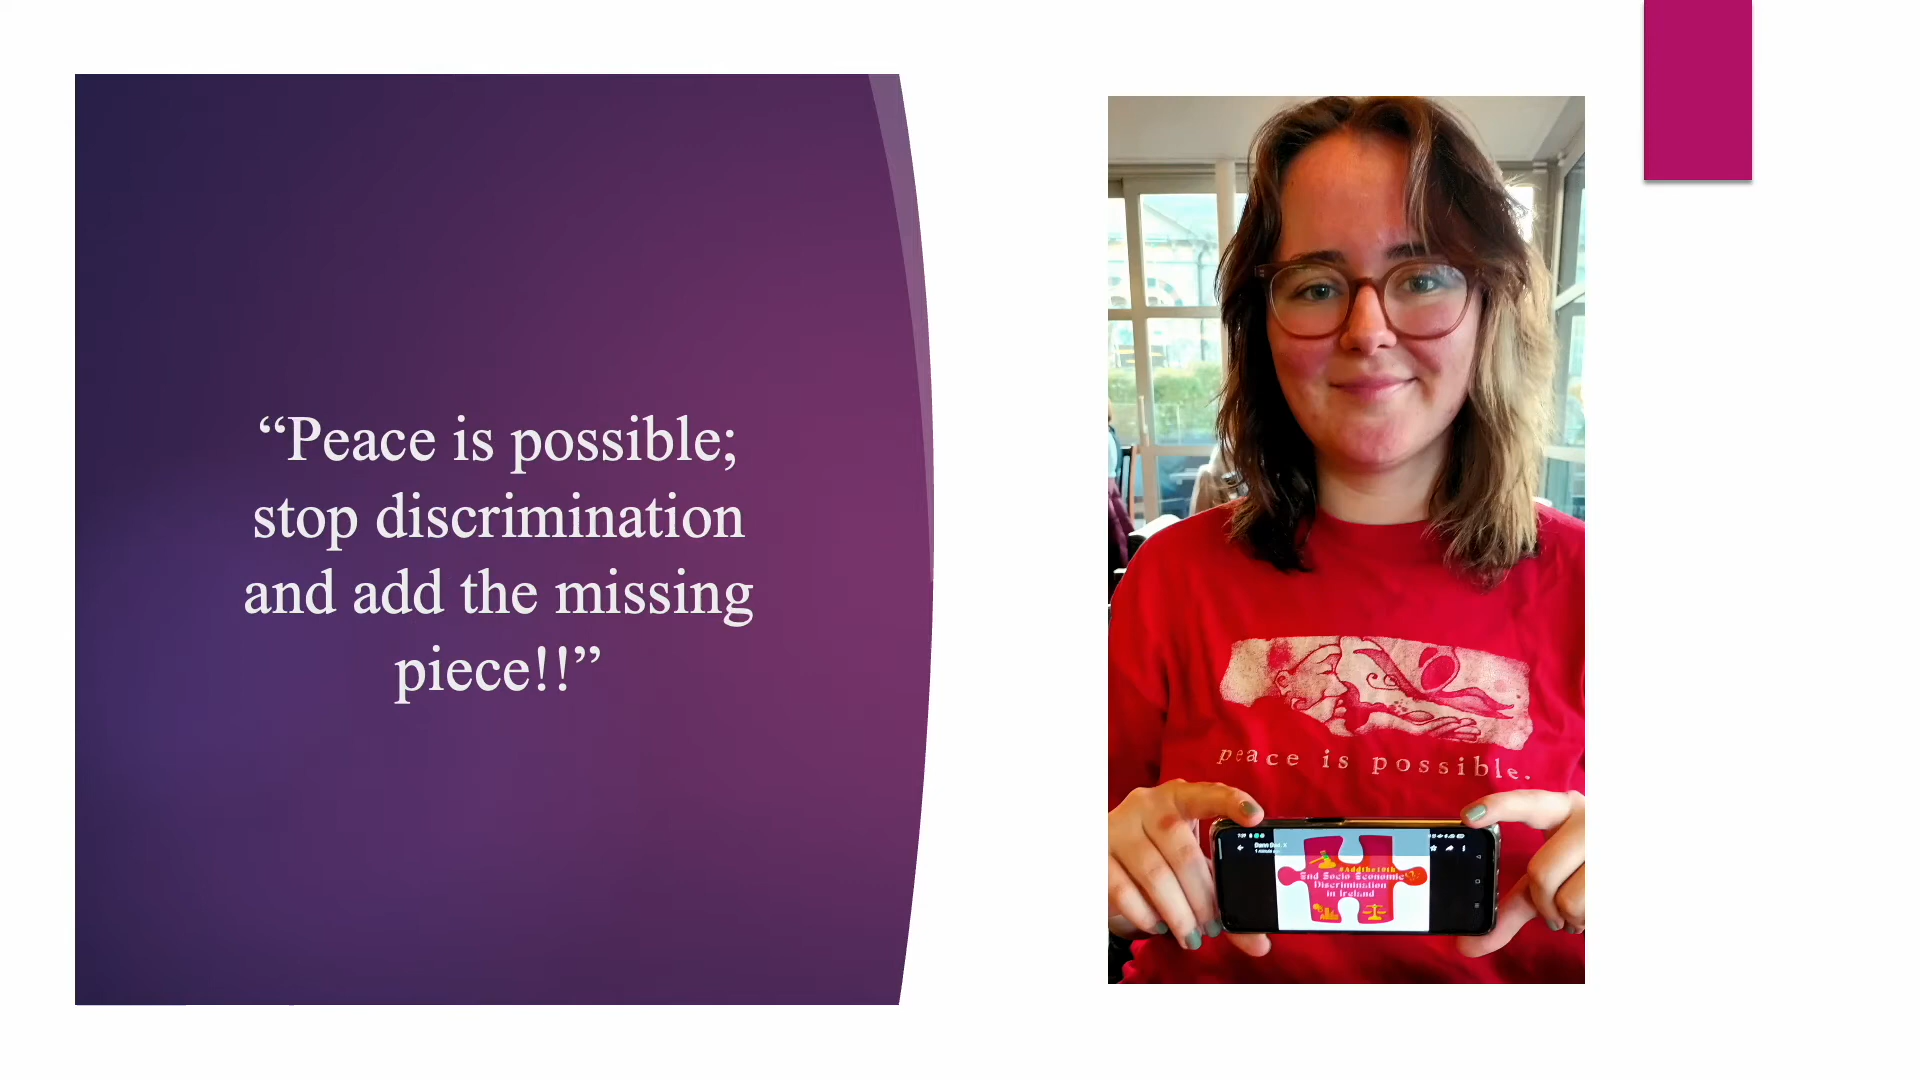 “Peace is possible;
stop discrimination
and add the missing
piece!!”
peace is possible.
#Addthe10th
End Socio Economic
Discrimination
in Ireland